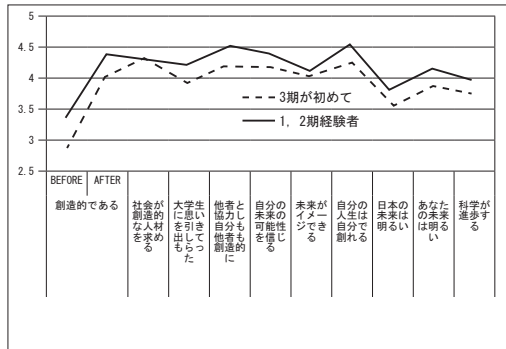 5
4.5
4
3.5
3
2.5
3期が初めて
1, 2期経験者
BEFORE
AFTER
創造的である
社会が
創造的
な人材
を求め
る
大学生
に思い
を引き
出して
もらった
他者と
協力し
自分も
他者も
創造的
に
自分の
未来の
可能性
を信じ
る
未来が
イメー
ジでき
る
自分の
人生は
自分で
創れる
日本の
未来は
明るい
あなた
の未来
は明る
い
科学が
進歩す
る